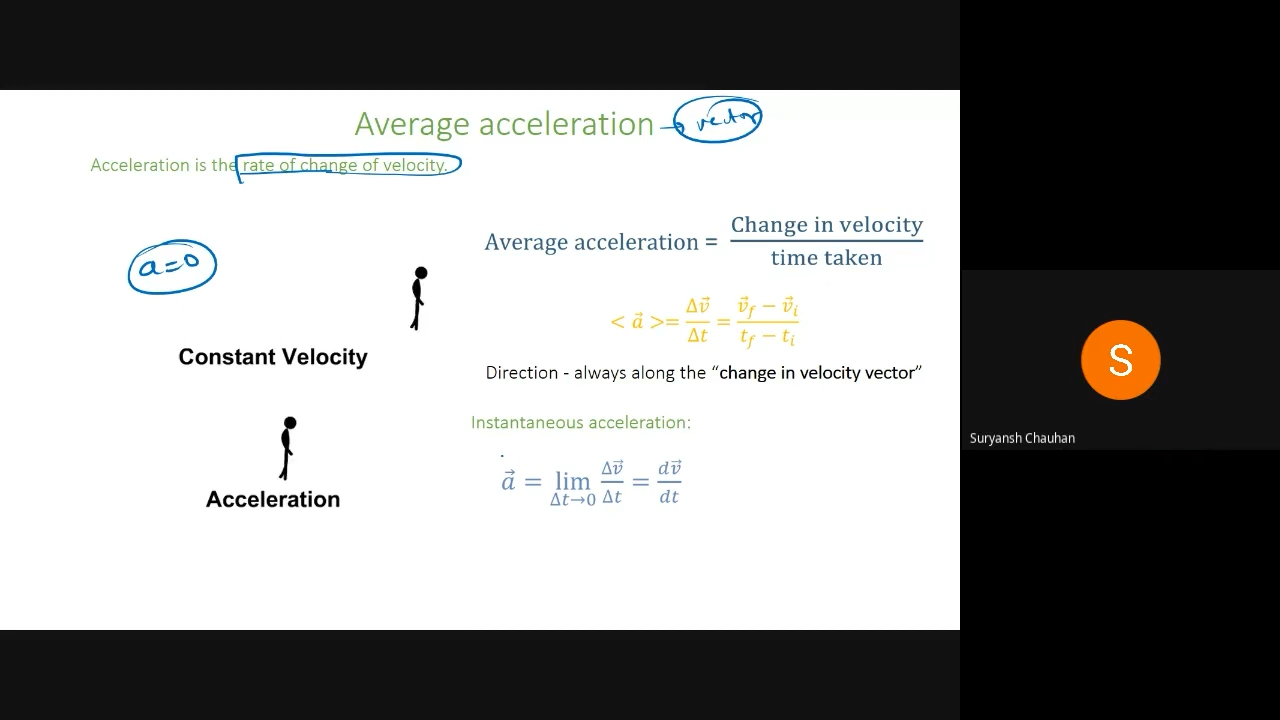 Average acceleration → vector
Acceleration is the rate of change of velocity.
a=0
Average acceleration = Change in velocity / time taken
< a⃗ >= Δv⃗/Δt = (v⃗_f − v⃗_i)/(t_f − t_i)
Constant Velocity
Direction - always along the “change in velocity vector”
Instantaneous acceleration:
a⃗ = lim_{Δt→0} Δv⃗/Δt = dv⃗/dt
Acceleration
S
Suryansh Chauhan